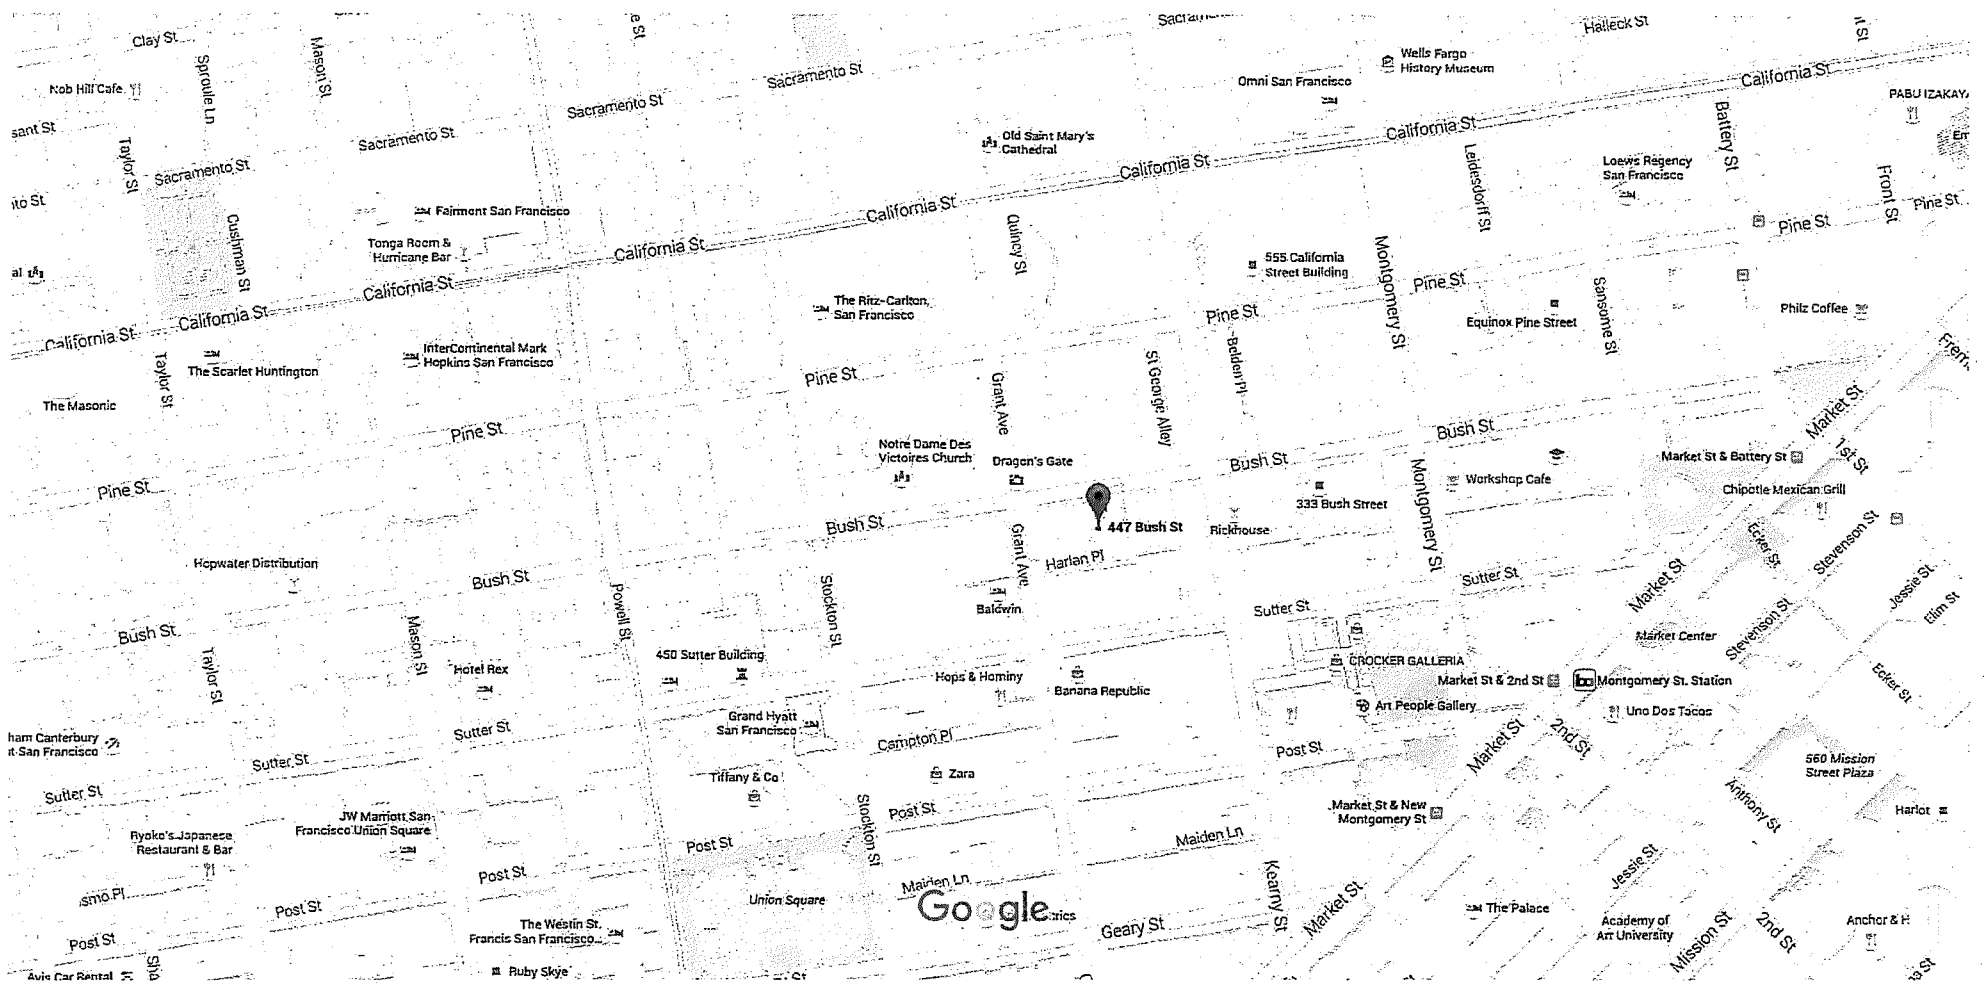 Clay St
Sproule Ln
Mason St
e St
Sacramento St
Halleck St
Nob Hill Cafe
Sacramento St
Sacramento St
Omni San Francisco
Wells Fargo
History Museum
California St
PABU IZAKAYA
sant St
Taylor St
Sacramento St
Sacramento St
Old Saint Mary's
Cathedral
California St
California St
Leidesdorff St
Battery St
Loews Regency
San Francisco
Front St
Pine St
Pine St
Fairmont San Francisco
California St
Quincy St
Cushman St
Tonga Room &
Hurricane Bar
California St
555 California
Street Building
Montgomery St
Pine St
Sansome St
al
California St
California St
California St
The Ritz-Carlton,
San Francisco
Pine St
Equinox Pine Street
Philz Coffee
The Scarlet Huntington
InterContinental Mark
Hopkins San Francisco
Taylor St
Pine St
Grant Ave
St George Alley
Belden Pl
Market St
The Masonic
Pine St
Notre Dame Des
Victoires Church
Dragon's Gate
Bush St
Bush St
Market St & Battery St
1st St
Pine St
Bush St
447 Bush St
333 Bush Street
Rickhouse
Montgomery St
Workshop Cafe
Chipotle Mexican Grill
Ecker St
Stevenson St
Hopwater Distribution
Bush St
Powell St
Stockton St
Grant Ave
Harlan Pl
Baldwin
Sutter St
Sutter St
Market St
Jessie St
Elim St
Bush St
Taylor St
Mason St
Hotel Rex
450 Sutter Building
Hops & Hominy
Banana Republic
CROCKER GALLERIA
Market St & 2nd St
Montgomery St. Station
Market Center
Stevenson St
Ecker St
Art People Gallery
Uno Dos Tacos
ham Canterbury
t San Francisco
Sutter St
Sutter St
Sutter St
Grand Hyatt
San Francisco
Campton Pl
Post St
Market St
2nd St
560 Mission
Street Plaza
Tiffany & Co
Zara
Stockton St
Post St
Market St & New
Montgomery St
Anthony St
Harlot
Ryoko's Japanese
Restaurant & Bar
JW Marriott San
Francisco Union Square
Post St
Maiden Ln
smo Pl
Post St
Post St
Post St
Union Square
Maiden Ln
Google
Geary St
Kearny St
Market St
The Palace
Jessie St
Academy of
Art University
Mission St
2nd St
Anchor & H
The Westin St.
Francis San Francisco
Ruby Skye
Avis Car Rental
Sha
St